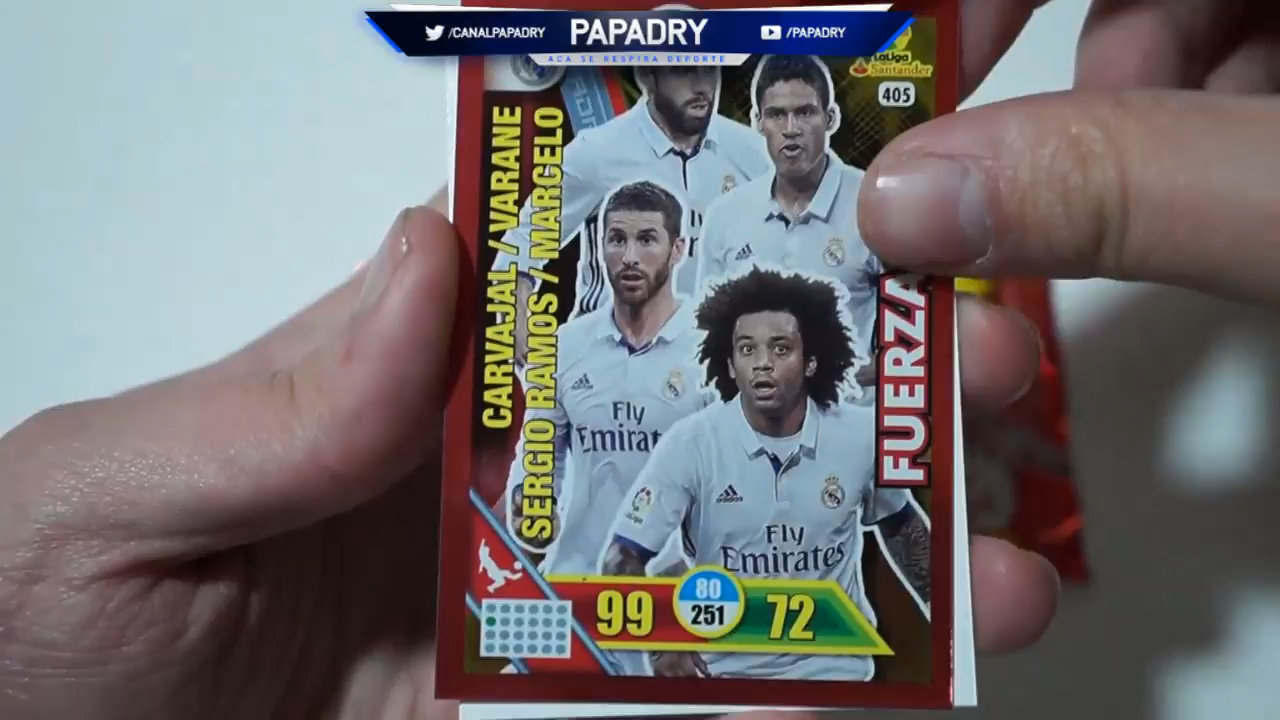 /CANALPAPADRY
PAPADRY
/PAPADRY
ACA SE RESPIRA DEPORTE
LaLiga
Santander
405
CARVAJAL / VARANE
SERGIO RAMOS / MARCELO
FUERZA
Fly
Emirat
Fly
Emirates
99
80
251
72